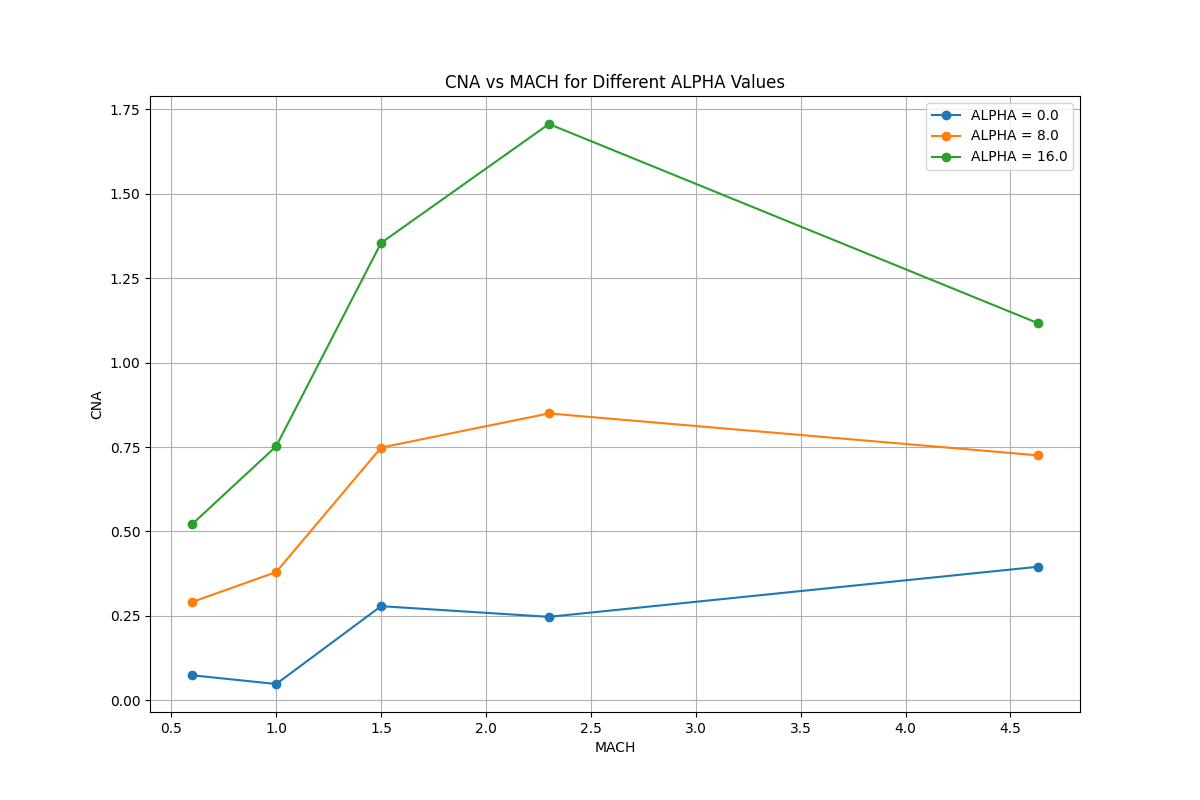 CNA vs MACH for Different ALPHA Values
ALPHA = 0.0
ALPHA = 8.0
ALPHA = 16.0
1.75
1.50
1.25
1.00
0.75
0.50
0.25
0.00
CNA
0.5 1.0 1.5 2.0 2.5 3.0 3.5 4.0 4.5
MACH